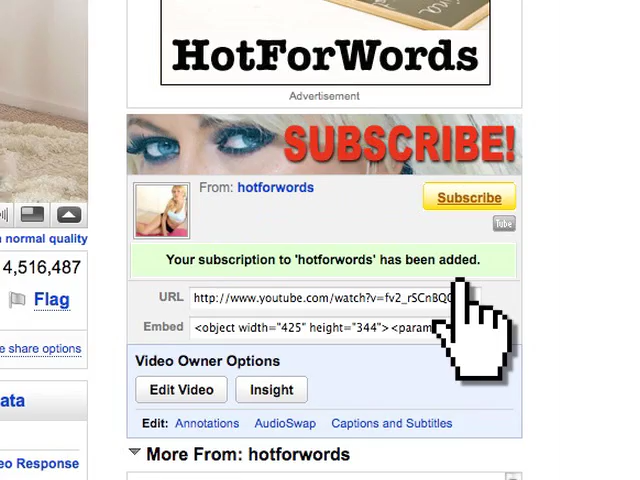 HotForWords
Advertisement
SUBSCRIBE!
From: hotforwords
Subscribe
Tube
Your subscription to 'hotforwords' has been added.
normal quality
4,516,487
Flag
URL http://www.youtube.com/watch?v=fv2_rSCnBQ
Embed <object width="425" height="344"><param
share options
Video Owner Options
Edit Video Insight
Edit: Annotations AudioSwap Captions and Subtitles
ata
More From: hotforwords
eo Response